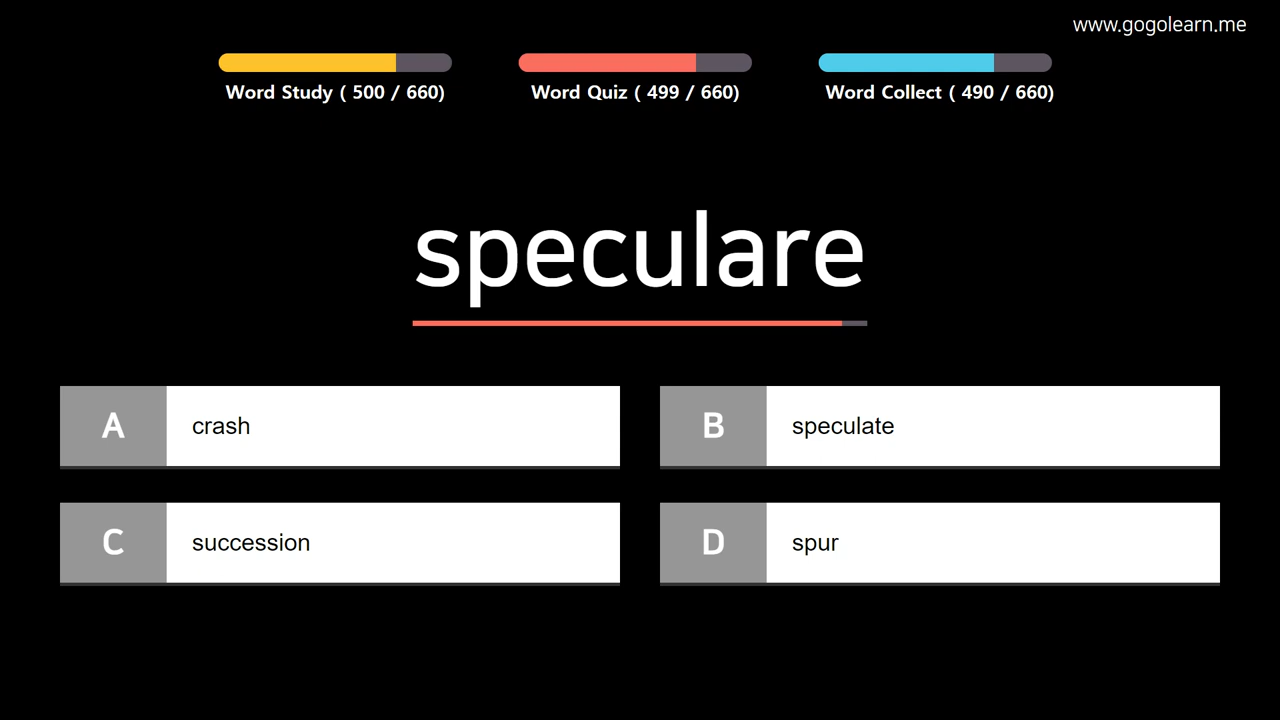 www.gogolearn.me
Word Study ( 500 / 660)
Word Quiz ( 499 / 660)
Word Collect ( 490 / 660)
speculare
A crash
B speculate
C succession
D spur